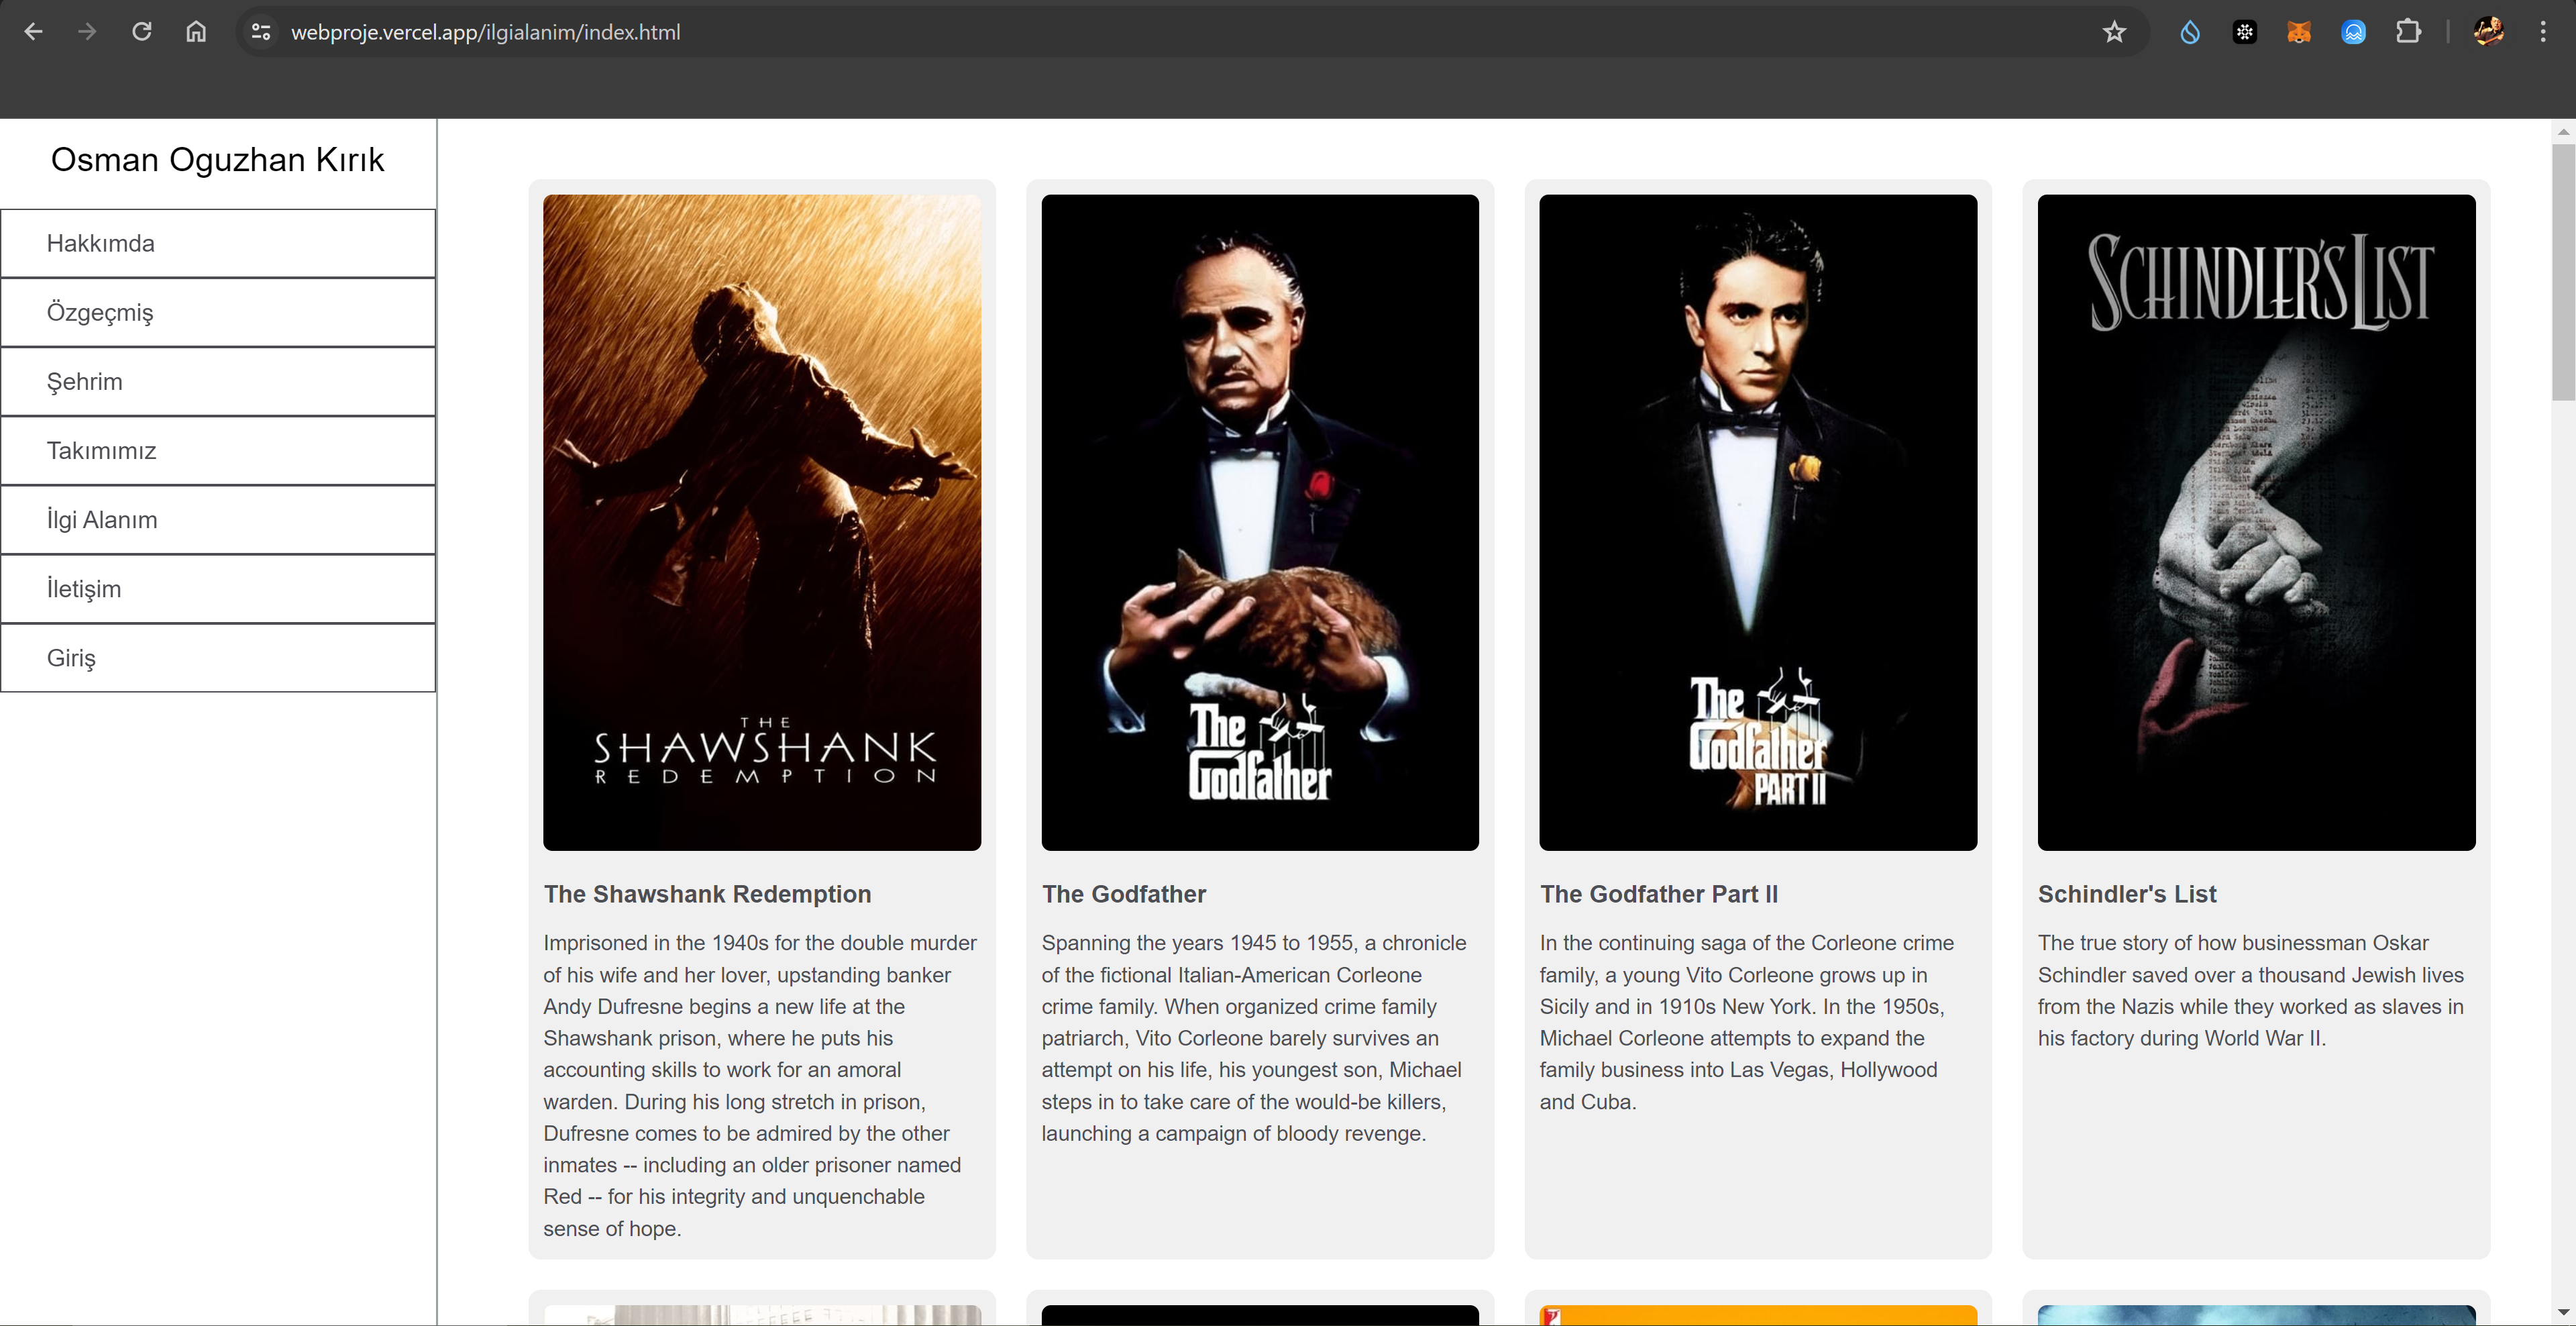 webproje.vercel.app/ilgialanim/index.html
Osman Oguzhan Kırık
Hakkımda
Özgeçmiş
Şehrim
Takımımız
İlgi Alanım
İletişim
Giriş
THE
SHAWSHANK
REDEMPTION
The Shawshank Redemption
Imprisoned in the 1940s for the double murder
of his wife and her lover, upstanding banker
Andy Dufresne begins a new life at the
Shawshank prison, where he puts his
accounting skills to work for an amoral
warden. During his long stretch in prison,
Dufresne comes to be admired by the other
inmates -- including an older prisoner named
Red -- for his integrity and unquenchable
sense of hope.
The
Godfather
The Godfather
Spanning the years 1945 to 1955, a chronicle
of the fictional Italian-American Corleone
crime family. When organized crime family
patriarch, Vito Corleone barely survives an
attempt on his life, his youngest son, Michael
steps in to take care of the would-be killers,
launching a campaign of bloody revenge.
The
Godfather
PART II
The Godfather Part II
In the continuing saga of the Corleone crime
family, a young Vito Corleone grows up in
Sicily and in 1910s New York. In the 1950s,
Michael Corleone attempts to expand the
family business into Las Vegas, Hollywood
and Cuba.
SCHINDLER'S LIST
Schindler's List
The true story of how businessman Oskar
Schindler saved over a thousand Jewish lives
from the Nazis while they worked as slaves in
his factory during World War II.